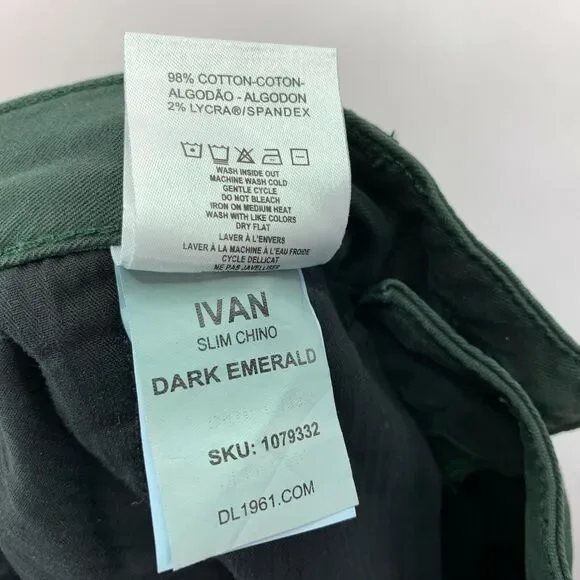 98% COTTON-COTON-
ALGODÃO - ALGODON
2% LYCRA®/SPANDEX
WASH INSIDE OUT
MACHINE WASH COLD
GENTLE CYCLE
DO NOT BLEACH
IRON ON MEDIUM HEAT
WASH WITH LIKE COLORS
DRY FLAT
LAVER À L'ENVERS
LAVER À LA MACHINE À L'EAU FROIDE
CYCLE DELLICAT
NE PAS JAVELLISER
IVAN
SLIM CHINO
DARK EMERALD
SKU: 1079332
DL1961.COM